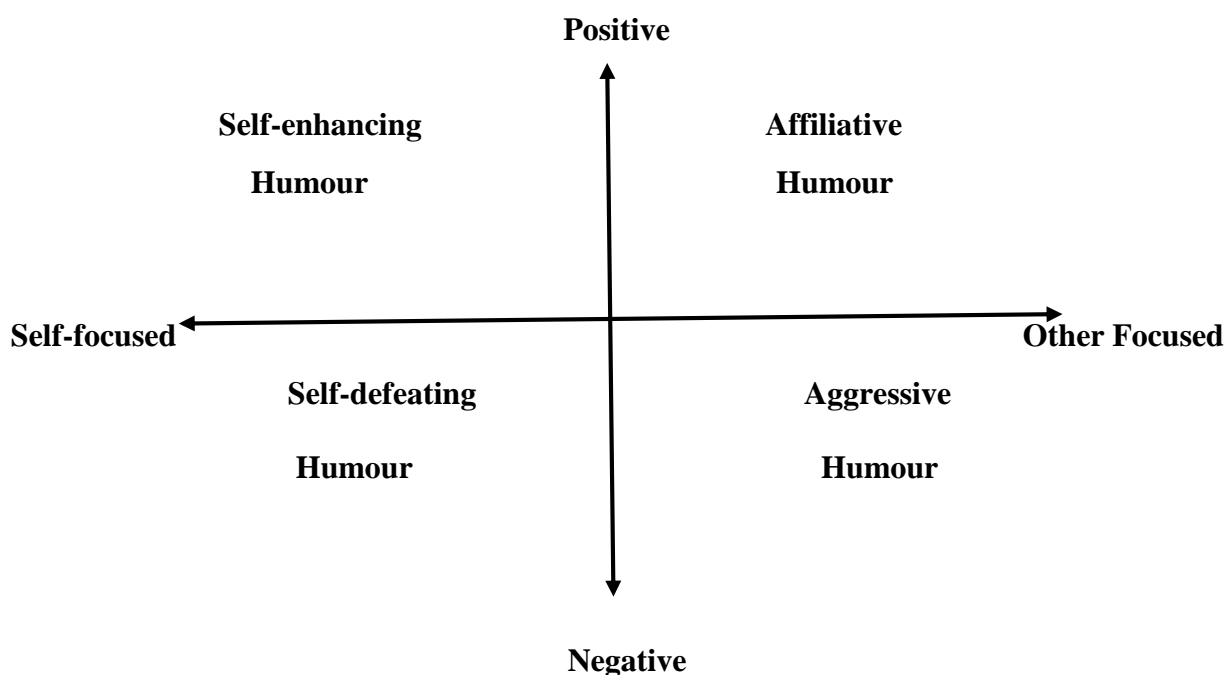 Positive
Self-enhancing
Humour
Affiliative
Humour
Self-focused
Other Focused
Self-defeating
Humour
Aggressive
Humour
Negative